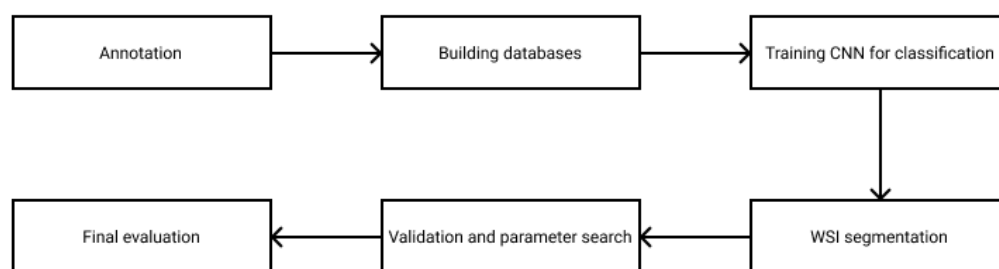 Annotation
Building databases
Training CNN for classification
WSI segmentation
Validation and parameter search
Final evaluation